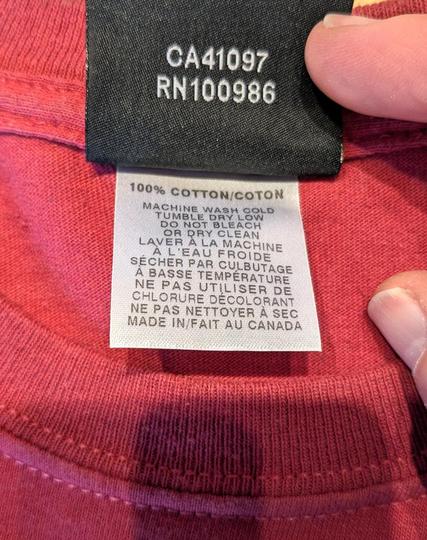 CA41097
RN100986
100% COTTON/COTON
MACHINE WASH COLD
TUMBLE DRY LOW
DO NOT BLEACH
OR DRY CLEAN
LAVER À LA MACHINE
À L'EAU FROIDE
SÉCHER PAR CULBUTAGE
À BASSE TEMPÉRATURE
NE PAS UTILISER DE
CHLORURE DÉCOLORANT
NE PAS NETTOYER À SEC
MADE IN/FAIT AU CANADA